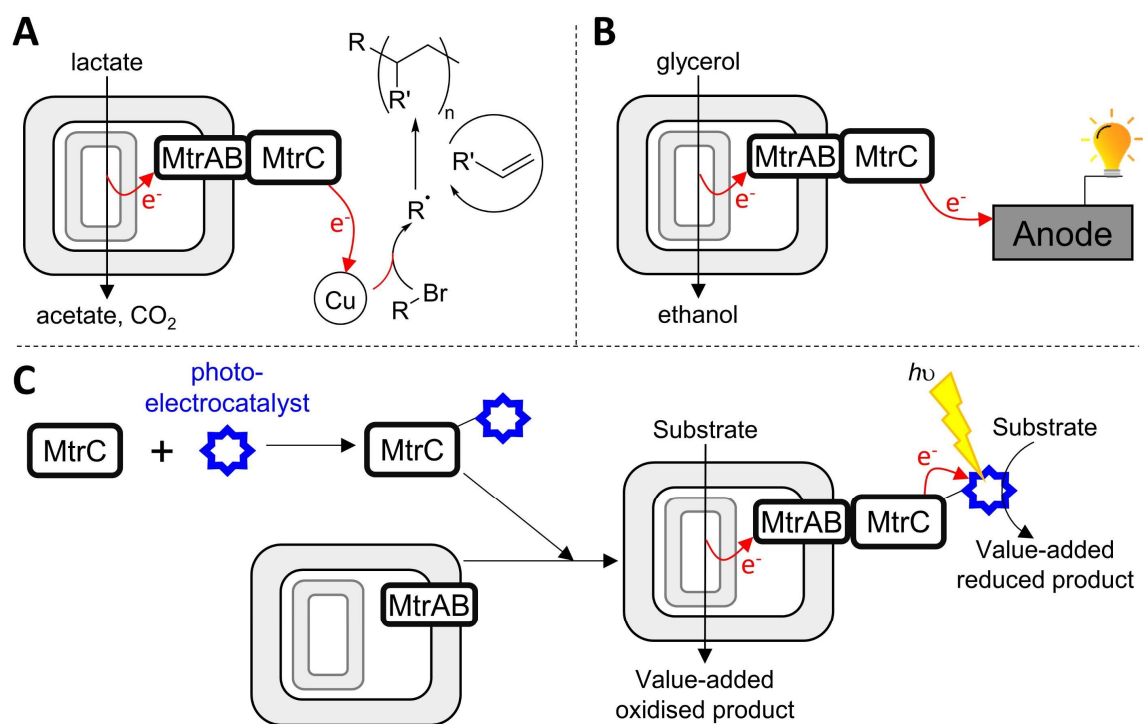 A
lactate
MtrAB
MtrC
e-
e-
Cu
R
Br
R•
R
R'
n
R'
acetate, CO2
B
glycerol
MtrAB
MtrC
e-
e-
Anode
ethanol
C
photo-
electrocatalyst
MtrC
+
MtrC
MtrAB
Substrate
MtrAB
MtrC
e-
e-
hυ
Substrate
Value-added
reduced product
Value-added
oxidised product